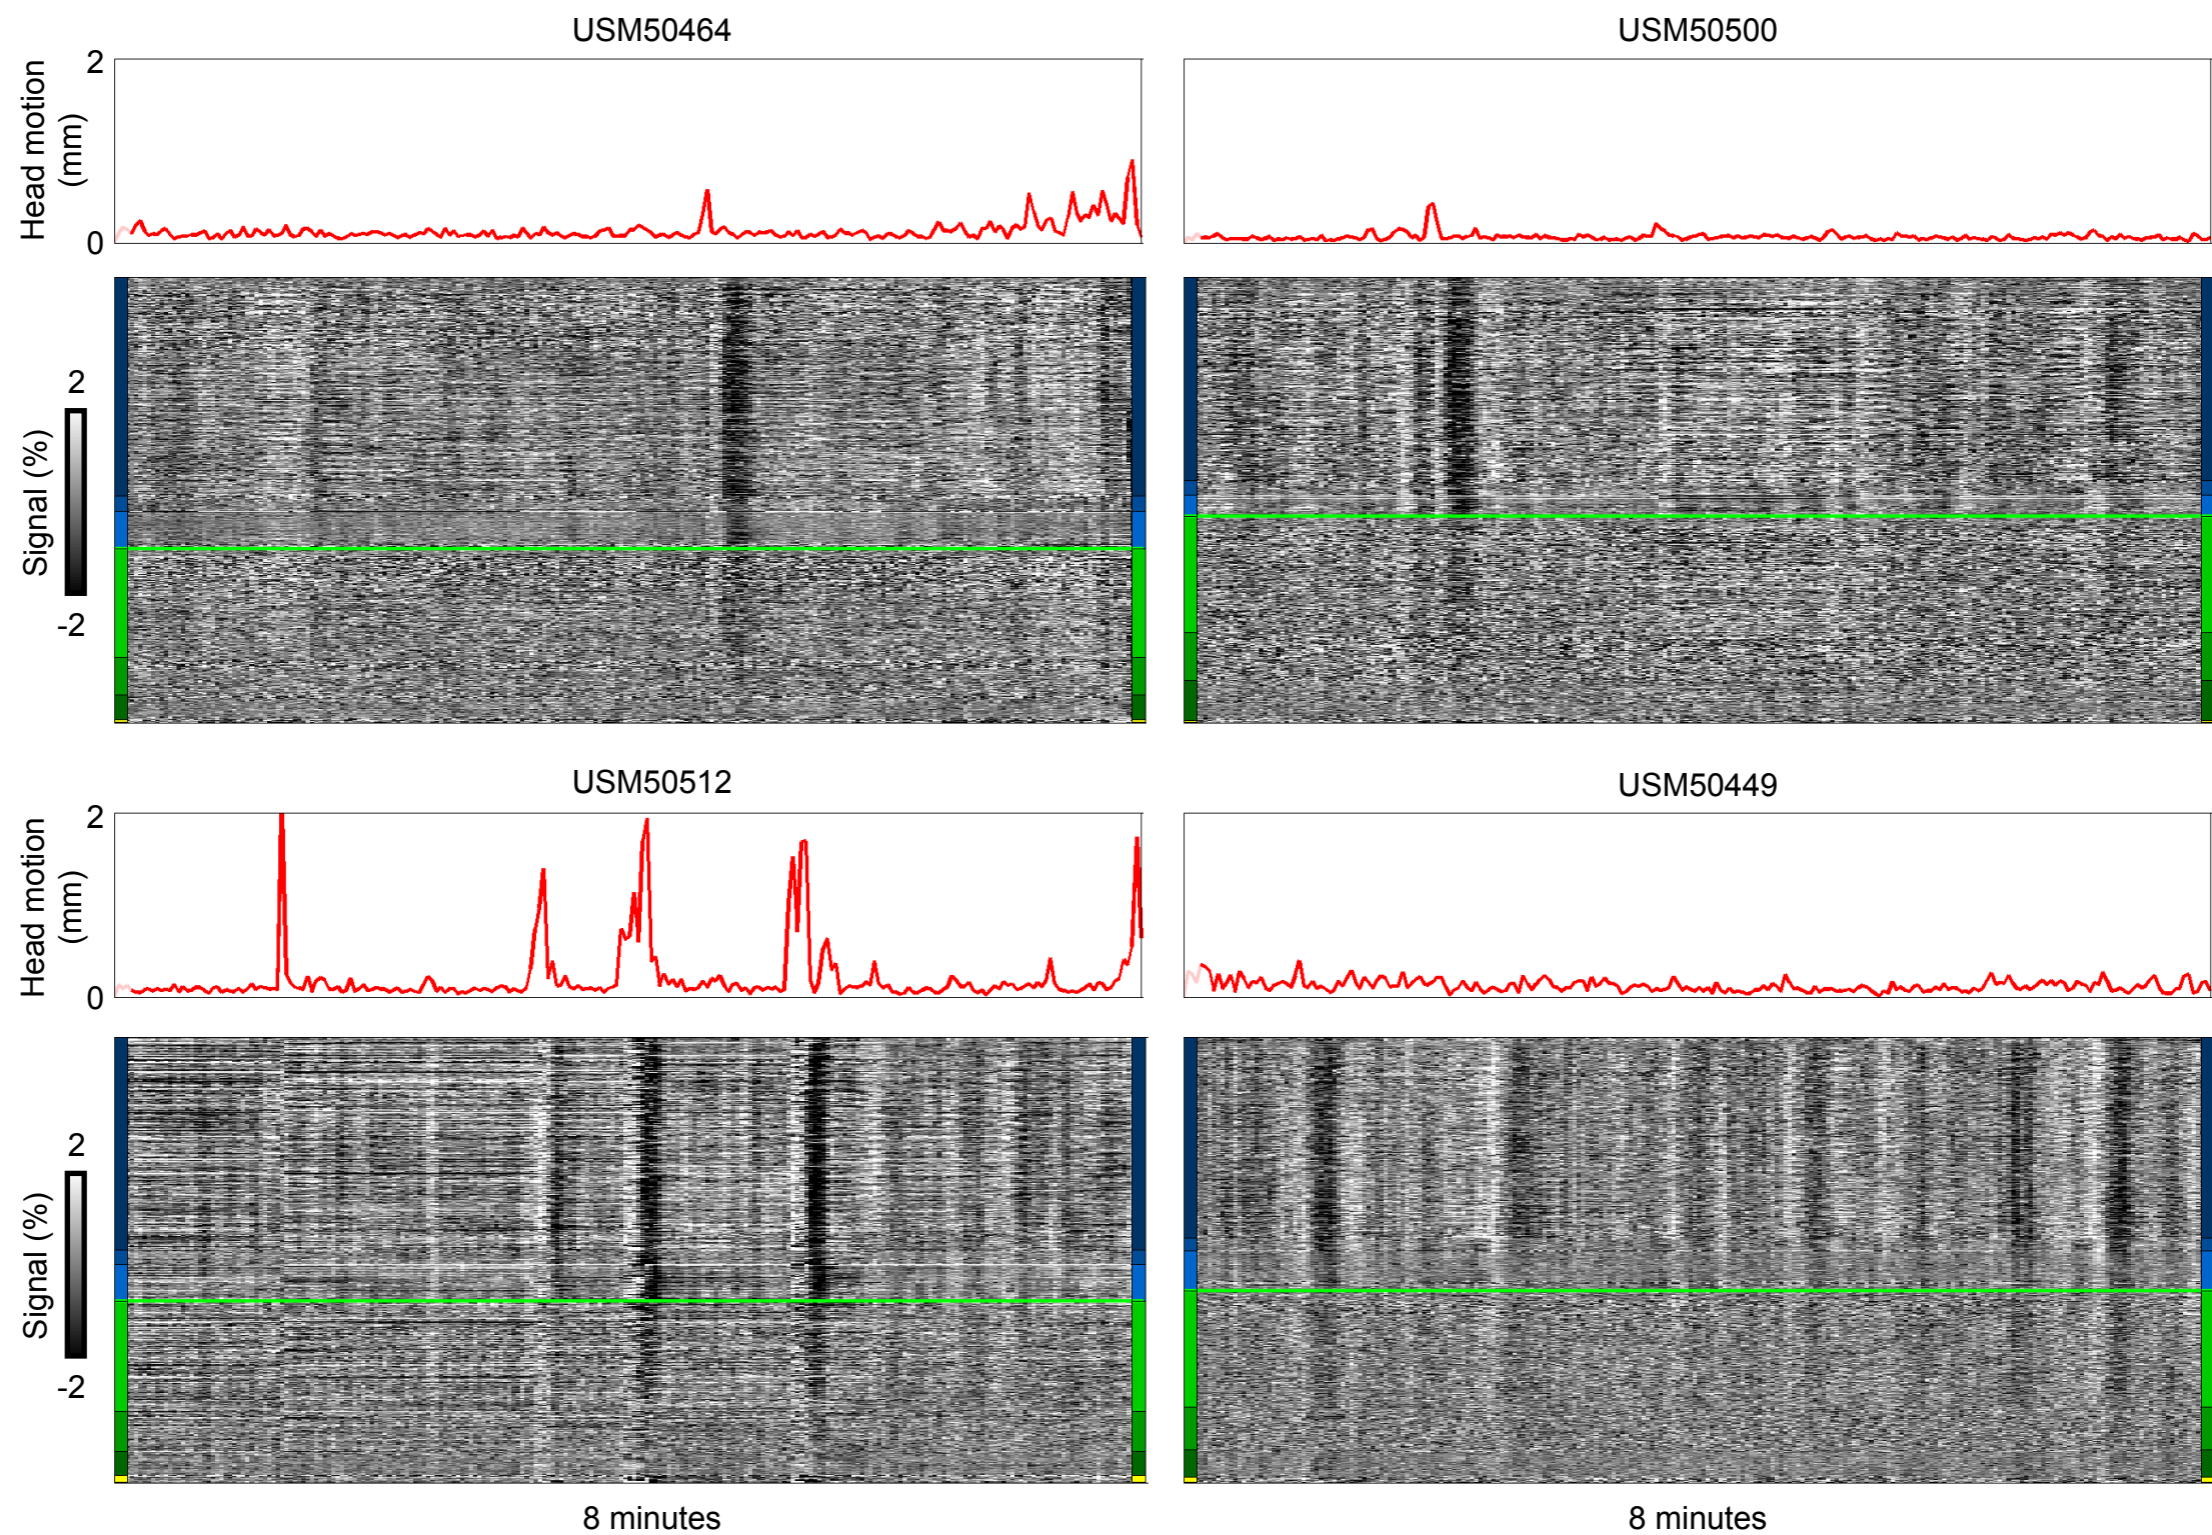 USM50464
USM50500
Head motion
(mm)
2
0
Signal (%)
2
-2
USM50512
USM50449
Head motion
(mm)
2
0
Signal (%)
2
-2
8 minutes
8 minutes